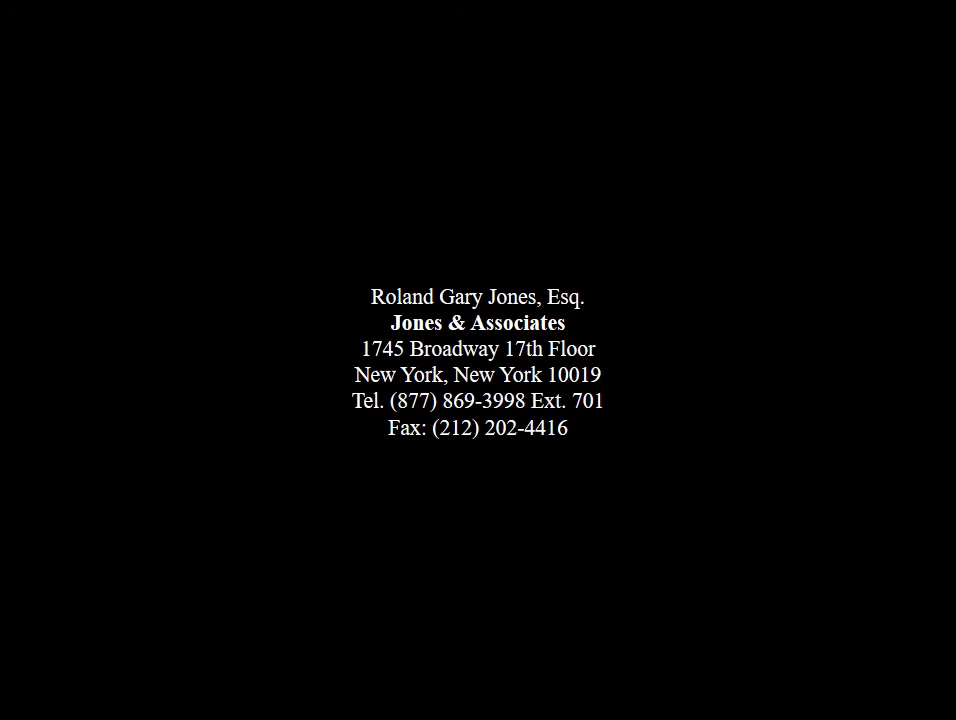 Roland Gary Jones, Esq.
Jones & Associates
1745 Broadway 17th Floor
New York, New York 10019
Tel. (877) 869-3998 Ext. 701
Fax: (212) 202-4416